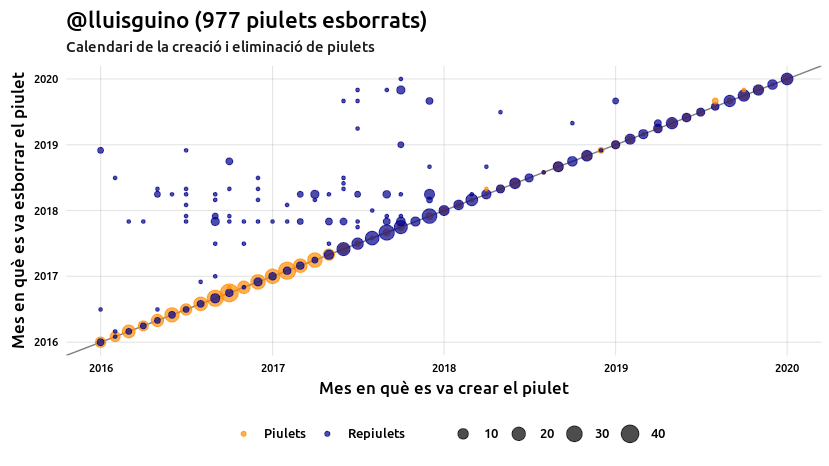 @lluisguino (977 piulets esborrats)
Calendari de la creació i eliminació de piulets
Mes en què es va esborrar el piulet
2020
2019
2018
2017
2016
2016 2017 2018 2019 2020
Mes en què es va crear el piulet
Piulets Repiulets 10 20 30 40